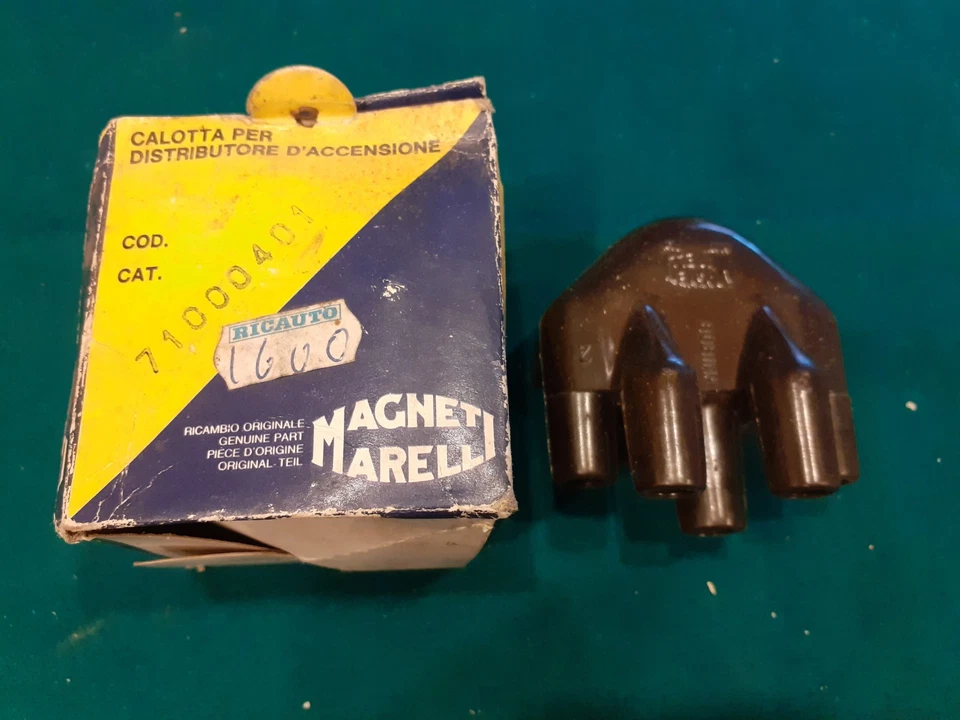 CALOTTA PER
DISTRIBUTORE D'ACCENSIONE
COD.
CAT.
71000401
RICAUTO
1600
RICAMBIO ORIGINALE
GENUINE PART
PIÈCE D'ORIGINE
ORIGINAL-TEIL
MAGNETI
MARELLI